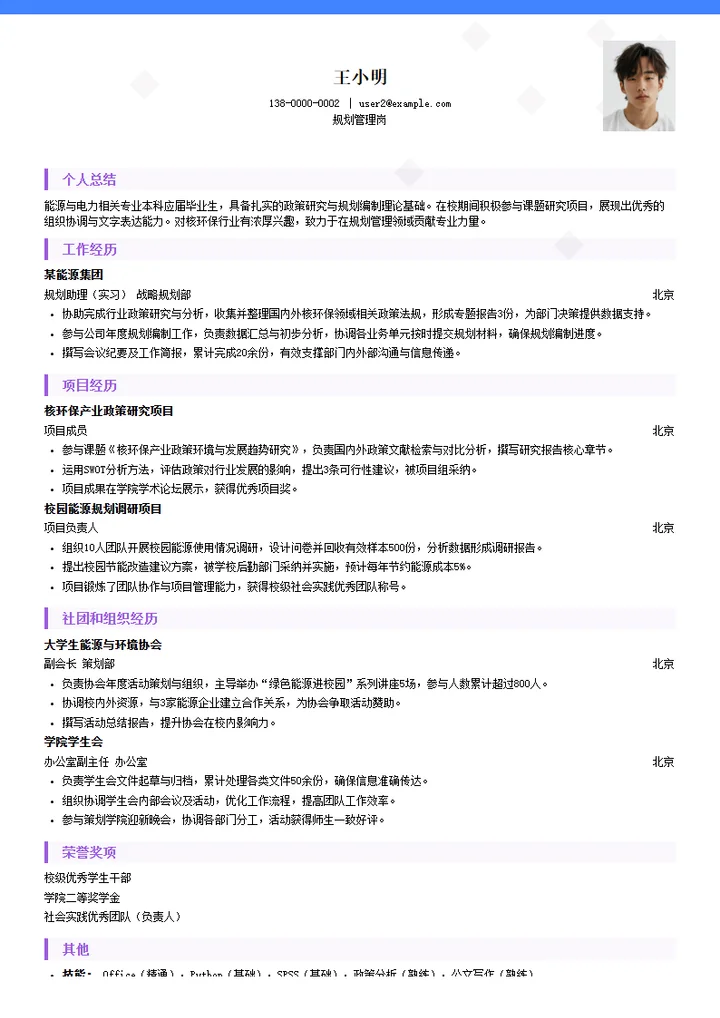 王小明
138-0000-0002 | user2@example.com
规划管理岗
个人总结
能源与电力相关专业本科应届毕业生，具备扎实的政策研究与规划编制理论基础。在校期间积极参与课题研究项目，展现出优秀的
组织协调与文字表达能力。对核环保行业有浓厚兴趣，致力于在规划管理领域贡献专业力量。
工作经历
某能源集团
规划助理（实习） 战略规划部 北京
• 协助完成行业政策研究与分析，收集并整理国内外核环保领域相关政策法规，形成专题报告3份，为部门决策提供数据支持。
• 参与公司年度规划编制工作，负责数据汇总与初步分析，协调各业务单元按时提交规划材料，确保规划编制进度。
• 撰写会议纪要及工作简报，累计完成20余份，有效支撑部门内外部沟通与信息传递。
项目经历
核环保产业政策研究项目
项目成员 北京
• 参与课题《核环保产业政策环境与发展趋势研究》，负责国内外政策文献检索与对比分析，撰写研究报告核心章节。
• 运用SWOT分析方法，评估政策对行业发展的影响，提出3条可行性建议，被项目组采纳。
• 项目成果在学院学术论坛展示，获得优秀项目奖。
校园能源规划调研项目
项目负责人 北京
• 组织10人团队开展校园能源使用情况调研，设计问卷并回收有效样本500份，分析数据形成调研报告。
• 提出校园节能改造建议方案，被学校后勤部门采纳并实施，预计每年节约能源成本5%。
• 项目锻炼了团队协作与项目管理能力，获得校级社会实践优秀团队称号。
社团和组织经历
大学生能源与环境协会
副会长 策划部 北京
• 负责协会年度活动策划与组织，主导举办“绿色能源进校园”系列讲座5场，参与人数累计超过800人。
• 协调校内外资源，与3家能源企业建立合作关系，为协会争取活动赞助。
• 撰写活动总结报告，提升协会在校内影响力。
学院学生会
办公室副主任 办公室 北京
• 负责学生会文件起草与归档，累计处理各类文件50余份，确保信息准确传达。
• 组织协调学生会内部会议及活动，优化工作流程，提高团队工作效率。
• 参与策划学院迎新晚会，协调各部门分工，活动获得师生一致好评。
荣誉奖项
校级优秀学生干部
学院二等奖学金
社会实践优秀团队（负责人）
其他
• 技能： Office（精通），Python（基础），SPSS（基础），政策分析（熟练），公文写作（熟练）